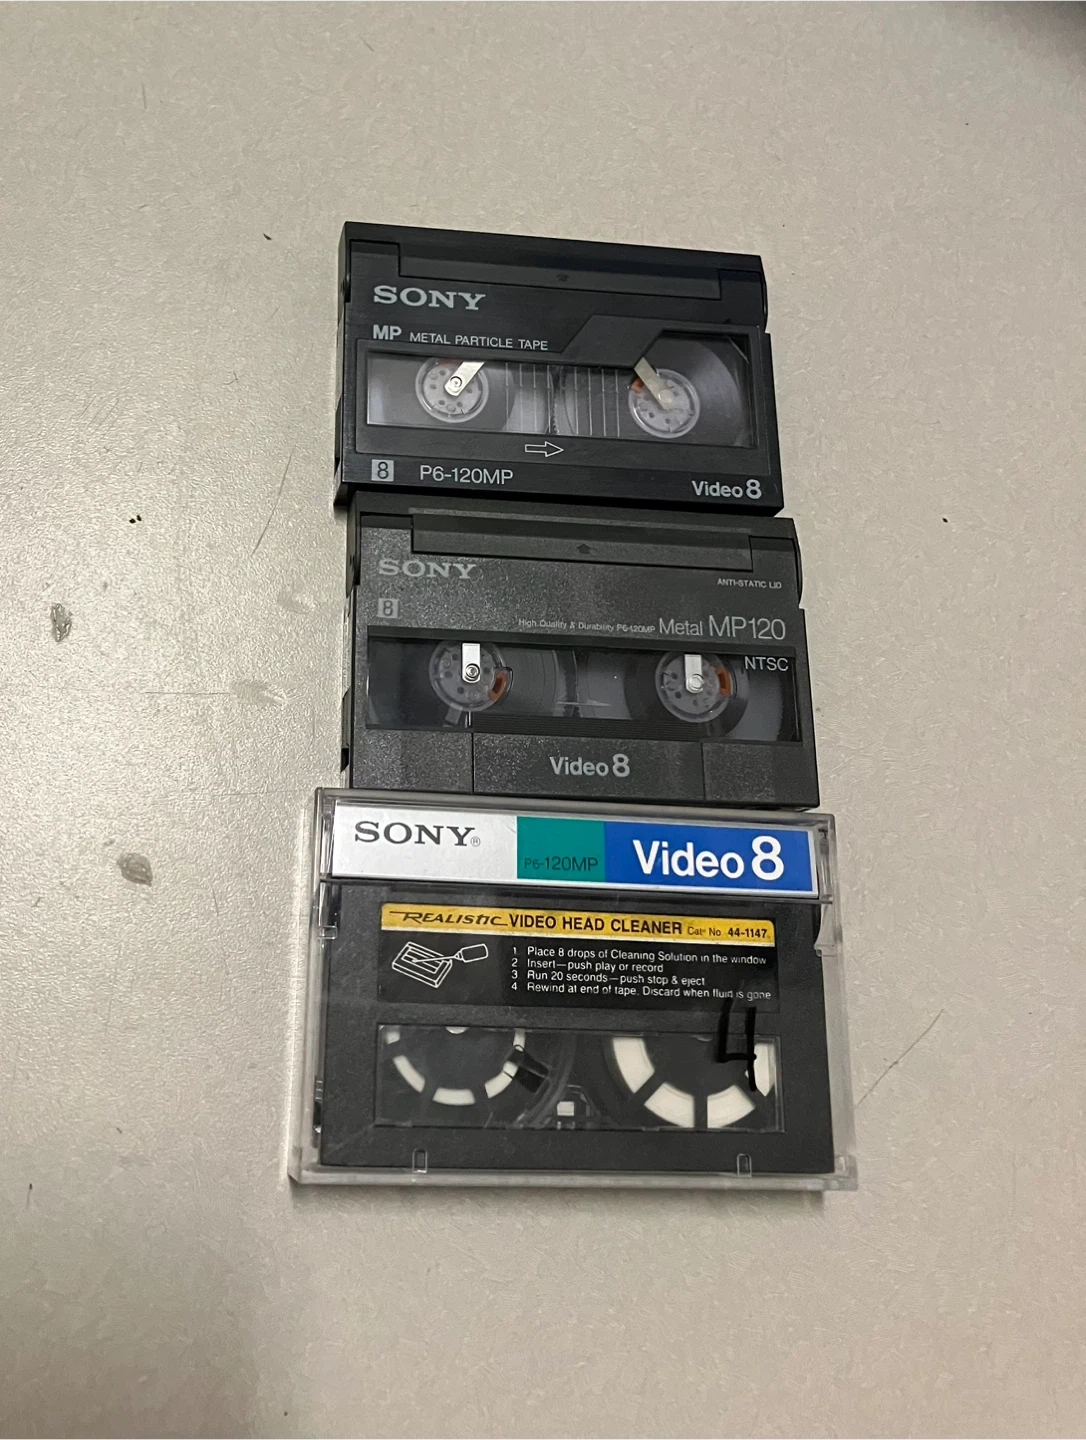 SONY
MP METAL PARTICLE TAPE
8 P6-120MP
Video 8
SONY
ANTI-STATIC LID
8
High Quality & Durability P6-120MP Metal MP120
NTSC
Video 8
SONY®
P6-120MP
Video 8
REALISTIC VIDEO HEAD CLEANER Cat. No. 44-1147
1 Place 8 drops of Cleaning Solution in the window
2 Insert—push play or record
3 Run 20 seconds—push stop & eject
4 Rewind at end of tape. Discard when fluid is gone
4